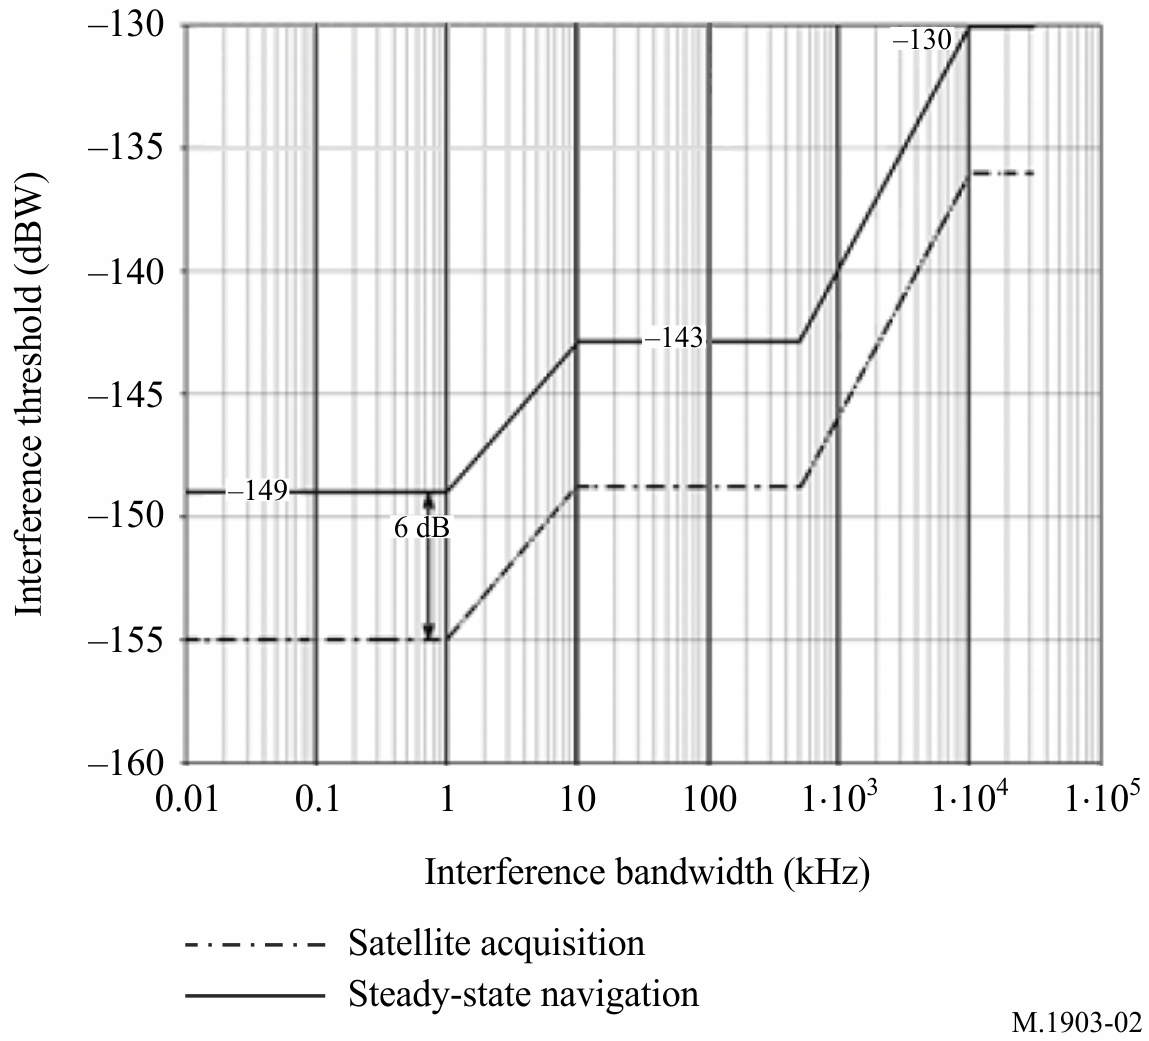 –130
–135
–140
–145
–150
–155
–160
Interference threshold (dBW)
–130
–143
–149
6 dB
0.01 0.1 1 10 100 1·10³ 1·10⁴ 1·10⁵
Interference bandwidth (kHz)
Satellite acquisition
Steady-state navigation
M.1903-02